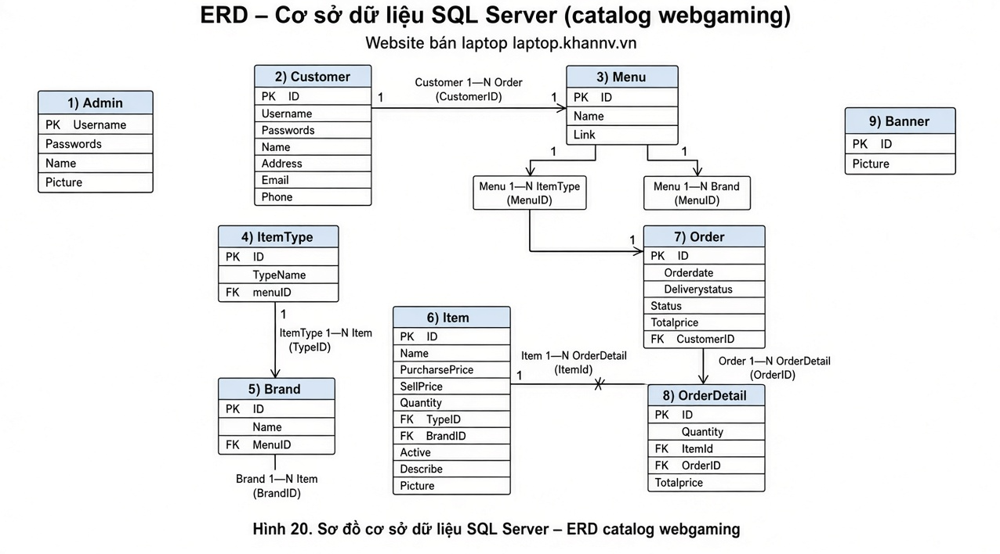 ERD – Cơ sở dữ liệu SQL Server (catalog webgaming)
Website bán laptop laptop.khannv.vn
1) Admin
PK Username
Passwords
Name
Picture
2) Customer
PK ID
Username
Passwords
Name
Address
Email
Phone
1
Customer 1—N Order
(CustomerID)
1
3) Menu
PK ID
Name
Link
1
1
Menu 1—N ItemType
(MenuID)
Menu 1—N Brand
(MenuID)
9) Banner
PK ID
Picture
4) ItemType
PK ID
TypeName
FK menuID
1
ItemType 1—N Item
(TypeID)
5) Brand
PK ID
Name
FK MenuID
Brand 1—N Item
(BrandID)
6) Item
PK ID
Name
PurcharsePrice
SellPrice
Quantity
FK TypeID
FK BrandID
Active
Describe
Picture
1
Item 1—N OrderDetail
(ItemId)
1
7) Order
PK ID
Orderdate
Deliverystatus
Status
Totalprice
FK CustomerID
Order 1—N OrderDetail
(OrderID)
8) OrderDetail
PK ID
Quantity
FK ItemId
FK OrderID
Totalprice
Hình 20. Sơ đồ cơ sở dữ liệu SQL Server – ERD catalog webgaming